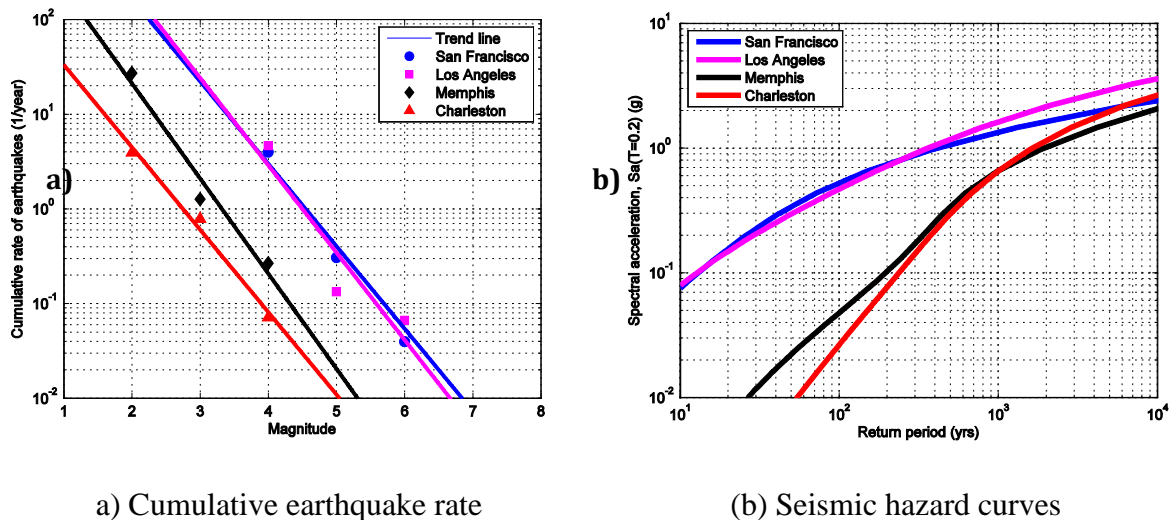 10^2
10^1
10^0
10^-1
10^-2
Cumulative rate of earthquakes (1/year)
a)
1 2 3 4 5 6 7 8
Magnitude
Trend line
San Francisco
Los Angeles
Memphis
Charleston
10^1
10^0
10^-1
10^-2
Spectral acceleration, Sa(T=0.2) (g)
b)
10^1 10^2 10^3 10^4
Return period (yrs)
San Francisco
Los Angeles
Memphis
Charleston
a) Cumulative earthquake rate
(b) Seismic hazard curves